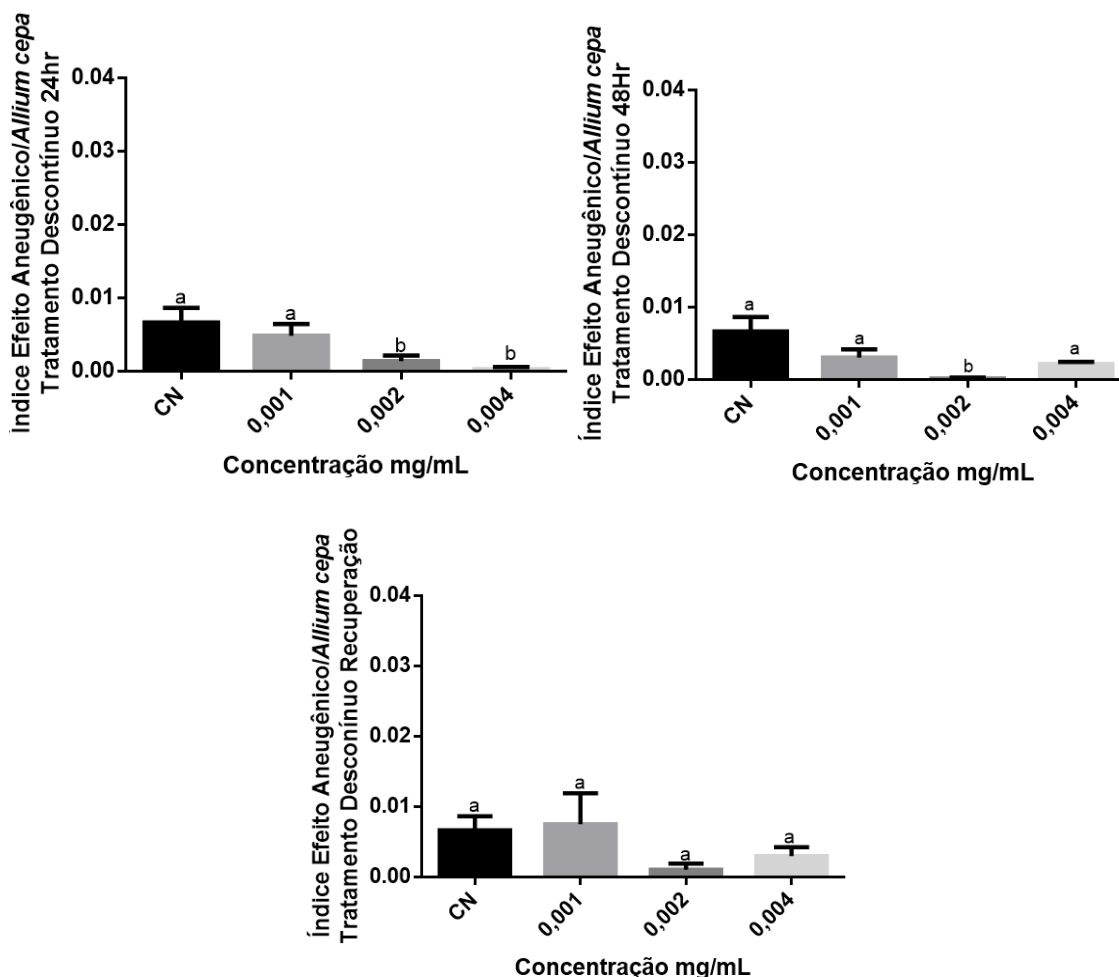 Índice Efeito Aneugênico/Allium cepa
Tratamento Descontínuo 24hr
0.04
0.03
0.02
0.01
0.00
a
a
b
b
CN
0,001
0,002
0,004
Concentração mg/mL
Índice Efeito Aneugênico/Allium cepa
Tratamento Descontínuo 48Hr
0.04
0.03
0.02
0.01
0.00
a
a
b
a
CN
0,001
0,002
0,004
Concentração mg/mL
Índice Efeito Aneugênico/Allium cepa
Tratamento Desconínuo Recuperação
0.04
0.03
0.02
0.01
0.00
a
a
a
a
CN
0,001
0,002
0,004
Concentração mg/mL